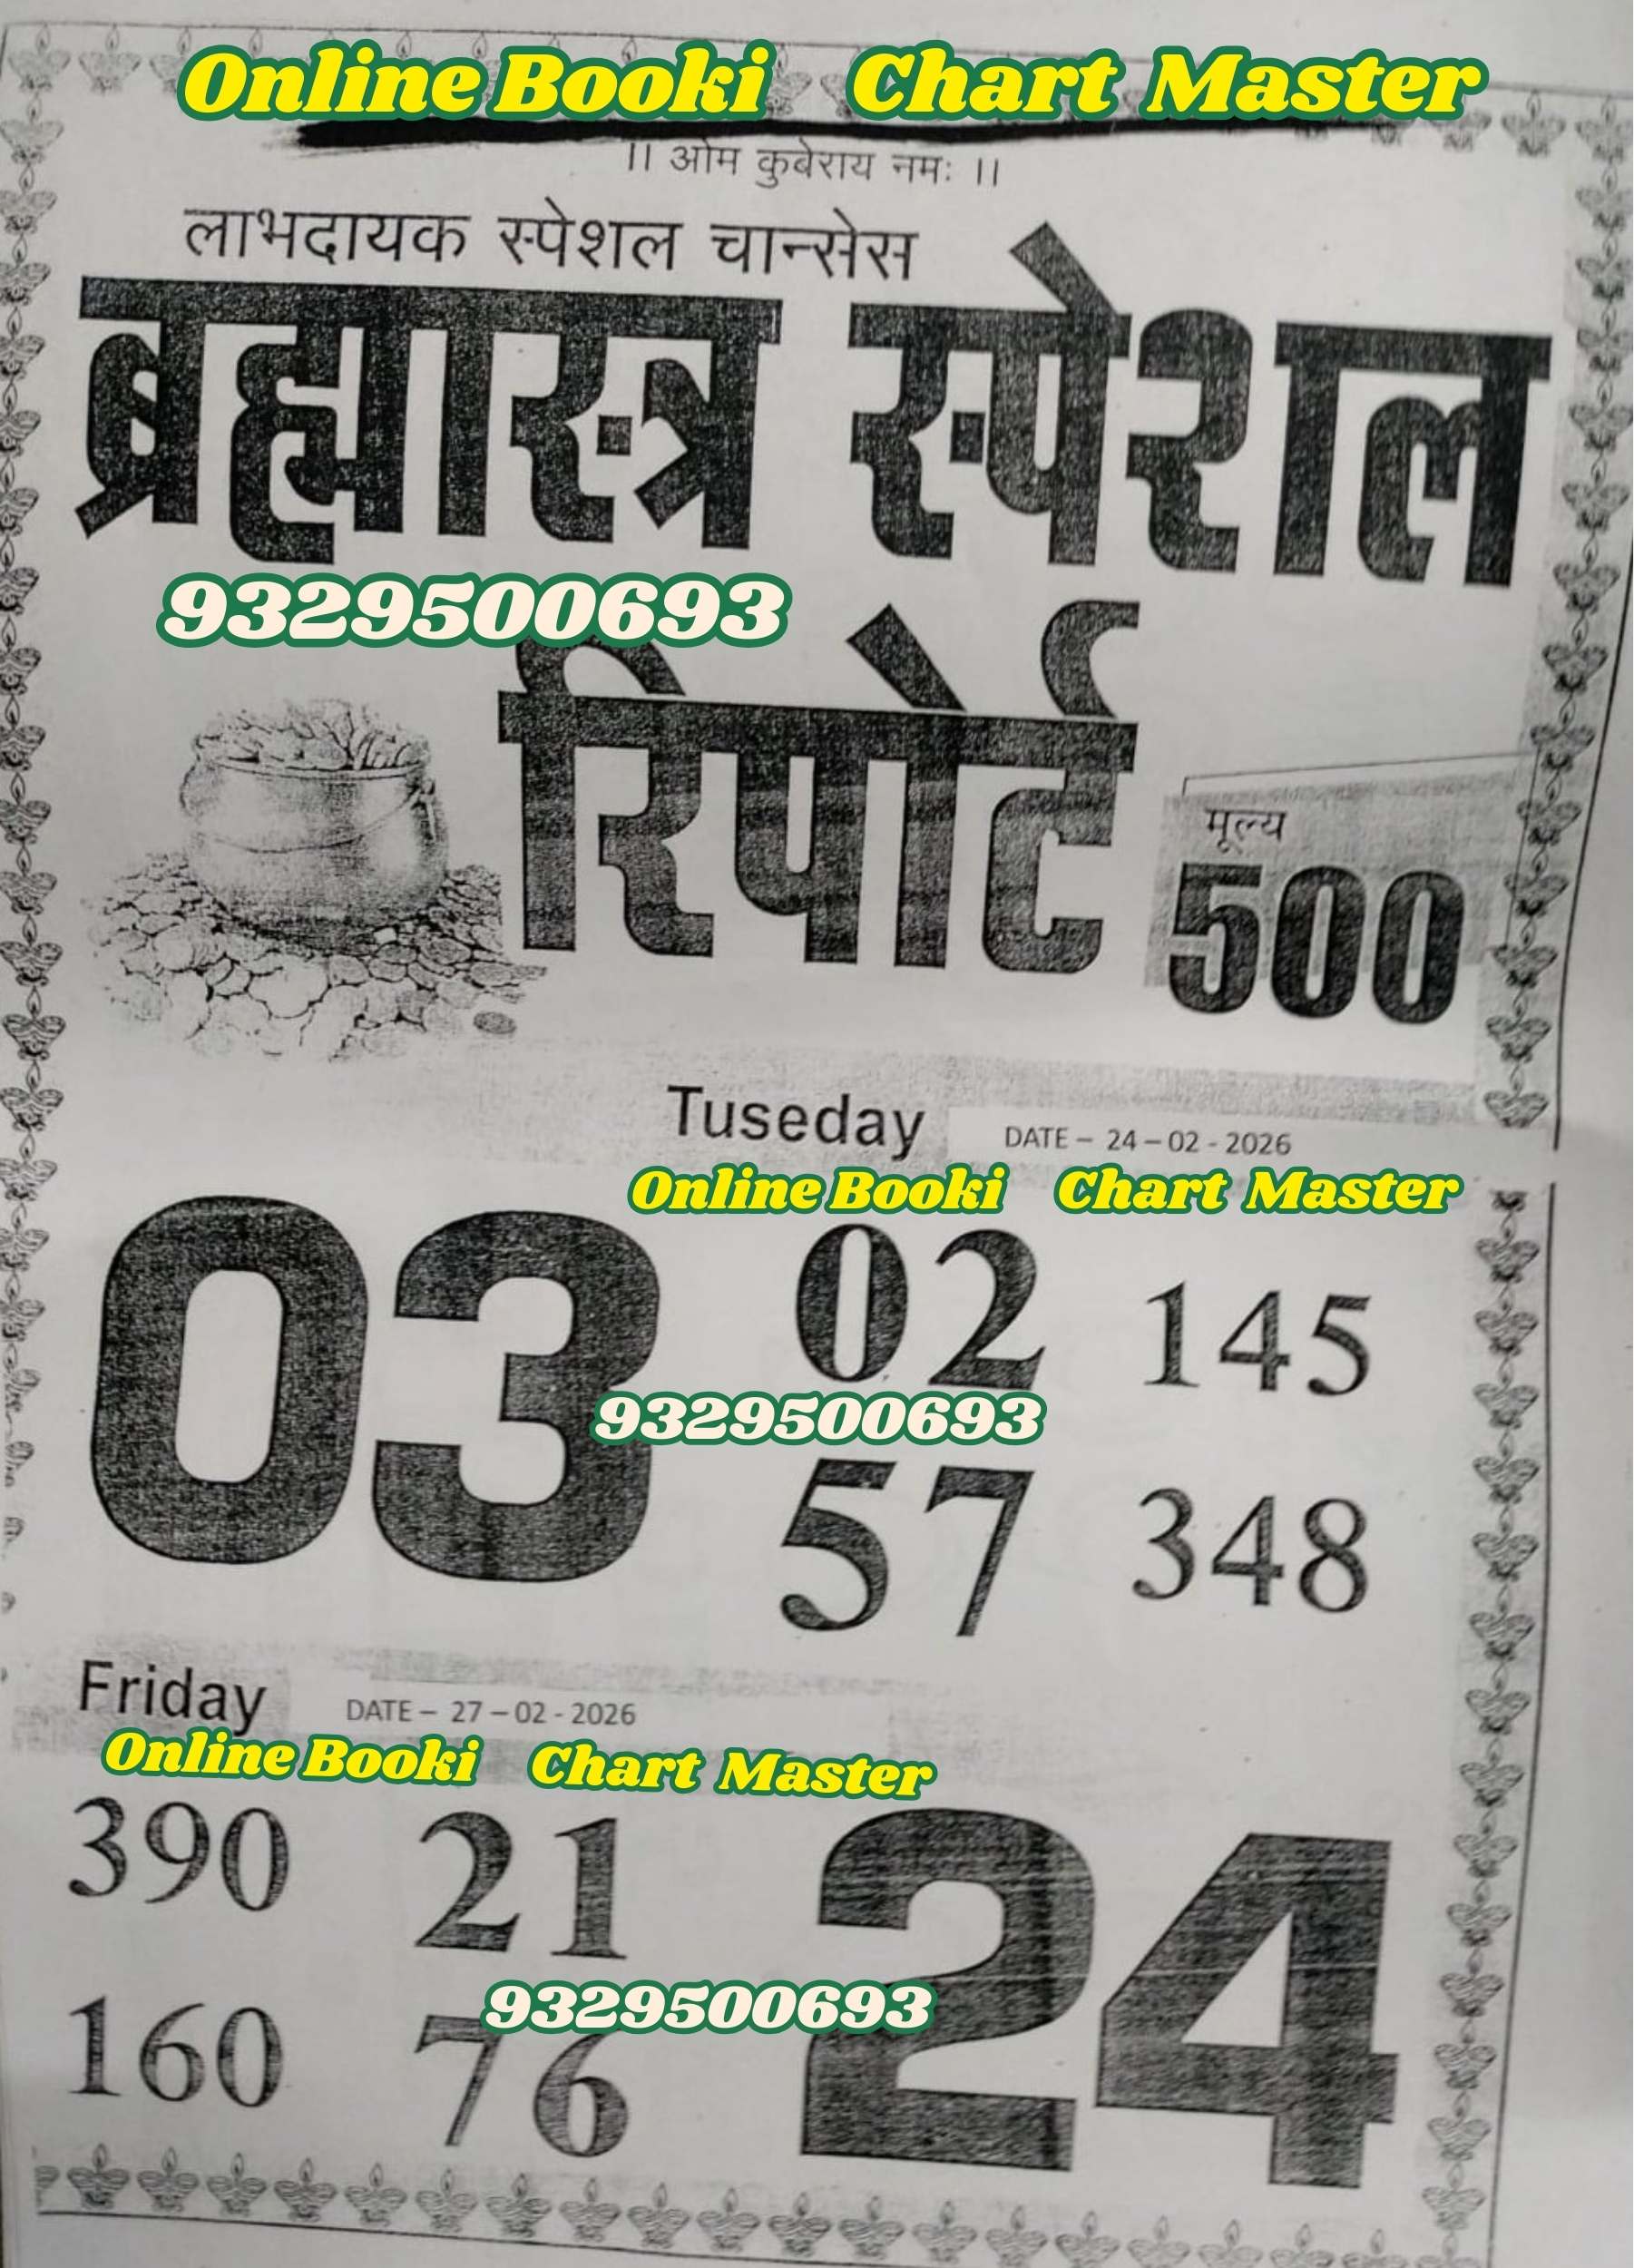 Online Booki Chart Master
।। ओम कुबेराय नमः ।।
लाभदायक स्पेशल चान्सेस
ब्रह्मास्त्र स्पेशल
9329500693
रिपोर्ट
मूल्य
500
Tuseday DATE – 24 – 02 - 2026
Online Booki Chart Master
03
02 145
9329500693
57 348
Friday DATE – 27 – 02 - 2026
Online Booki Chart Master
390 21
24
9329500693
160 76